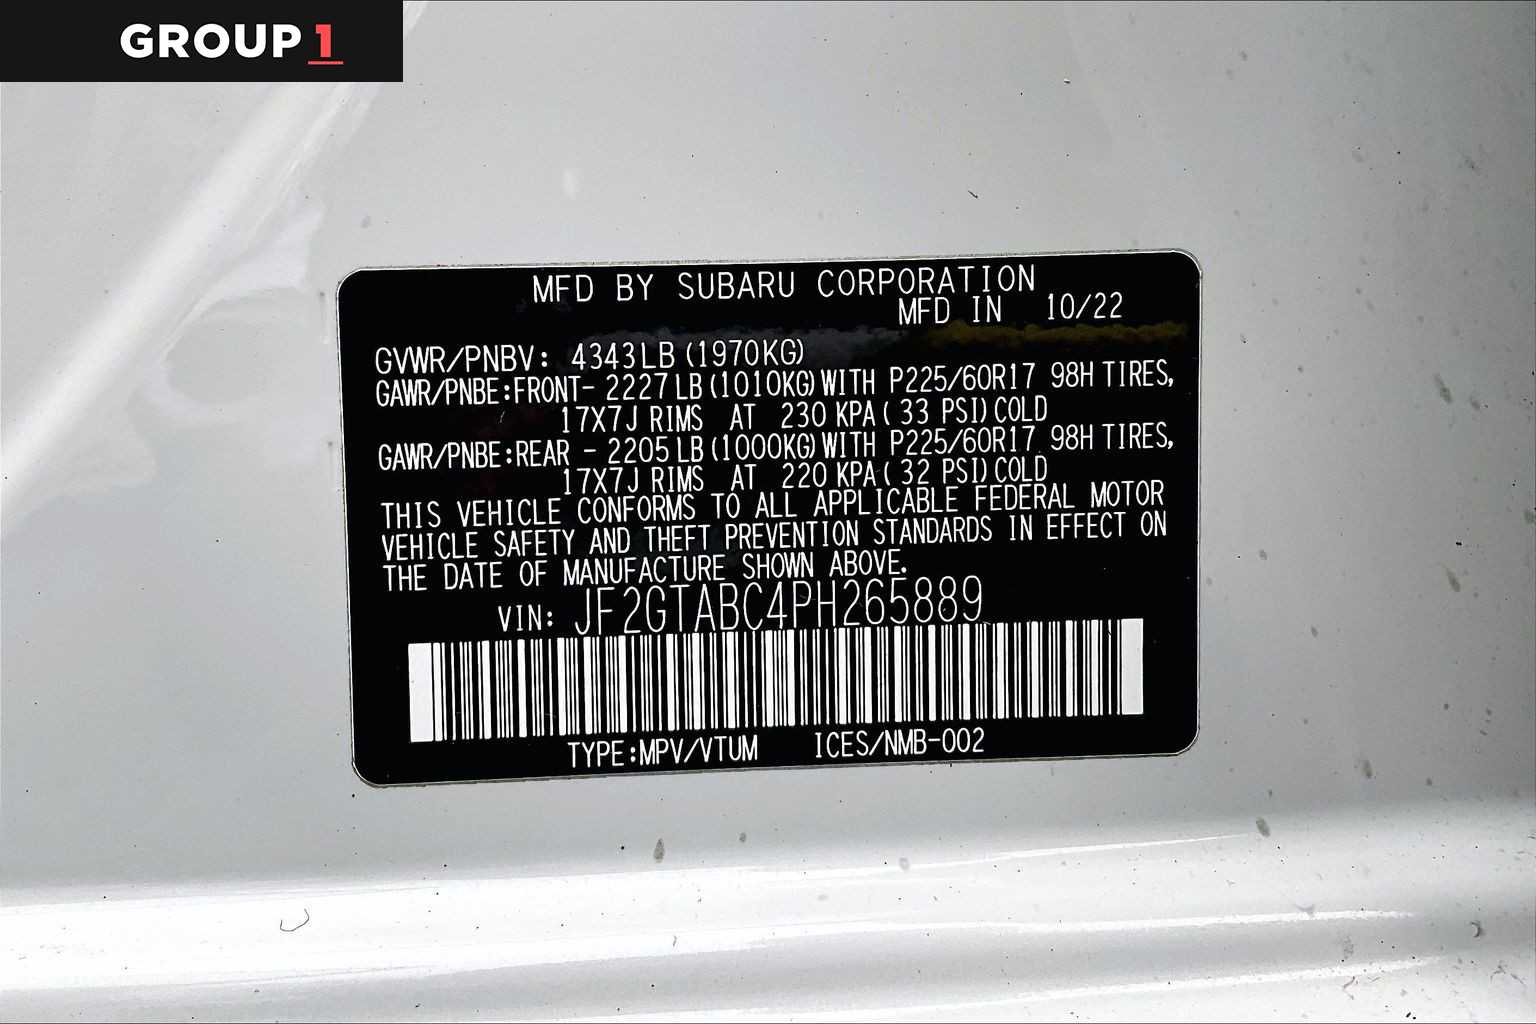 GROUP 1
MFD BY SUBARU CORPORATION
MFD IN 10/22
GVWR/PNBV: 4343LB (1970KG)
GAWR/PNBE:FRONT- 2227 LB (1010KG) WITH P225/60R17 98H TIRES,
17X7J RIMS AT 230 KPA ( 33 PSI) COLD
GAWR/PNBE:REAR - 2205 LB (1000KG) WITH P225/60R17 98H TIRES,
17X7J RIMS AT 220 KPA ( 32 PSI) COLD
THIS VEHICLE CONFORMS TO ALL APPLICABLE FEDERAL MOTOR
VEHICLE SAFETY AND THEFT PREVENTION STANDARDS IN EFFECT ON
THE DATE OF MANUFACTURE SHOWN ABOVE.
VIN: JF2GTABC4PH265889
TYPE:MPV/VTUM ICES/NMB-002